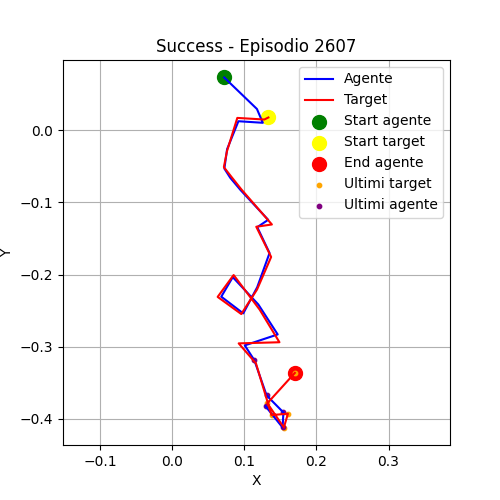 Success - Episodio 2607
Agente
Target
Start agente
Start target
End agente
Ultimi target
Ultimi agente
0.0
−0.1
−0.2
−0.3
−0.4
Y
−0.1
0.0
0.1
0.2
0.3
X